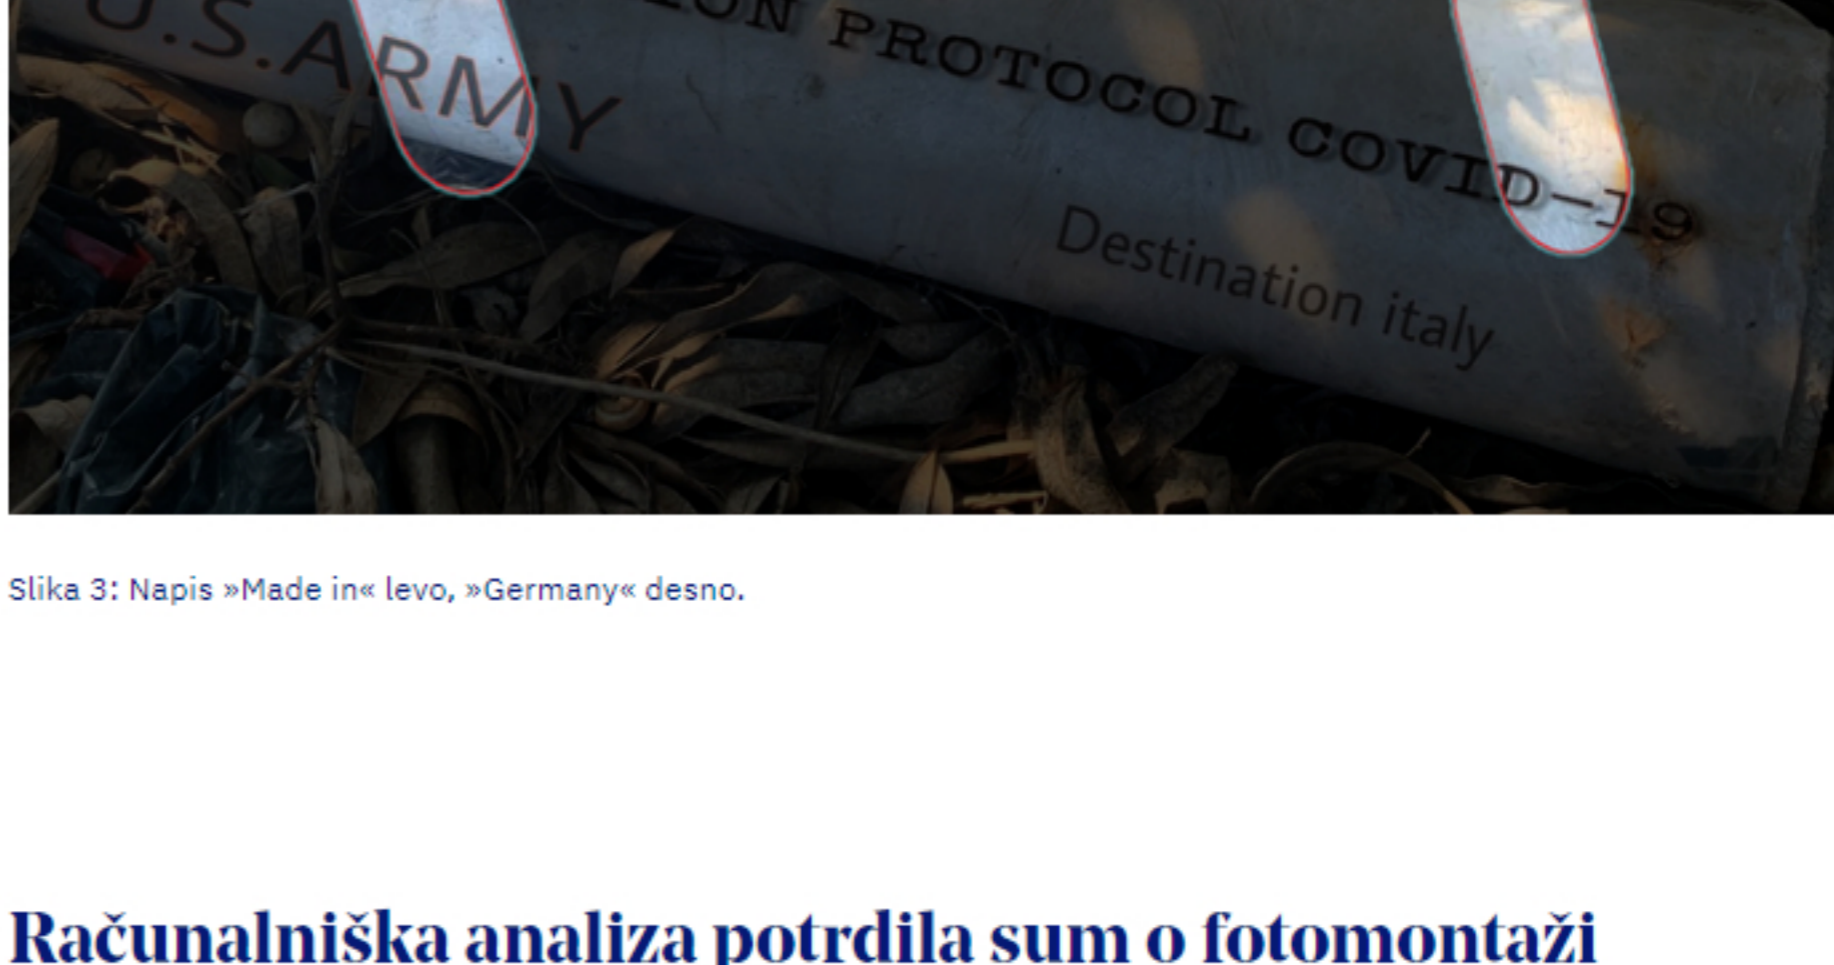 U.S.ARMY
ION PROTOCOL COVID-19
Destination italy
Slika 3: Napis »Made in« levo, »Germany« desno.
Računalniška analiza potrdila sum o fotomontaži